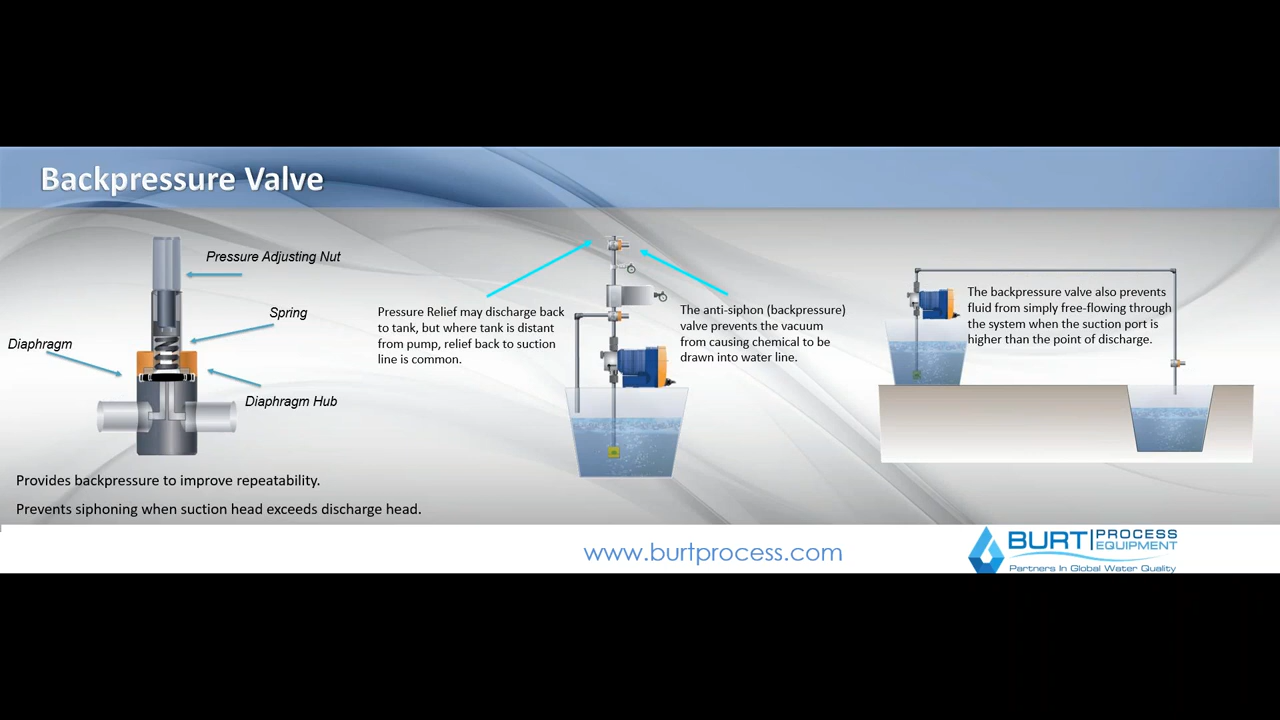 Backpressure Valve
Pressure Adjusting Nut
Spring
Diaphragm
Diaphragm Hub
Provides backpressure to improve repeatability.
Prevents siphoning when suction head exceeds discharge head.
Pressure Relief may discharge back
to tank, but where tank is distant
from pump, relief back to suction
line is common.
The anti-siphon (backpressure)
valve prevents the vacuum
from causing chemical to be
drawn into water line.
The backpressure valve also prevents
fluid from simply free-flowing through
the system when the suction port is
higher than the point of discharge.
www.burtprocess.com
BURT PROCESS
EQUIPMENT
Partners In Global Water Quality